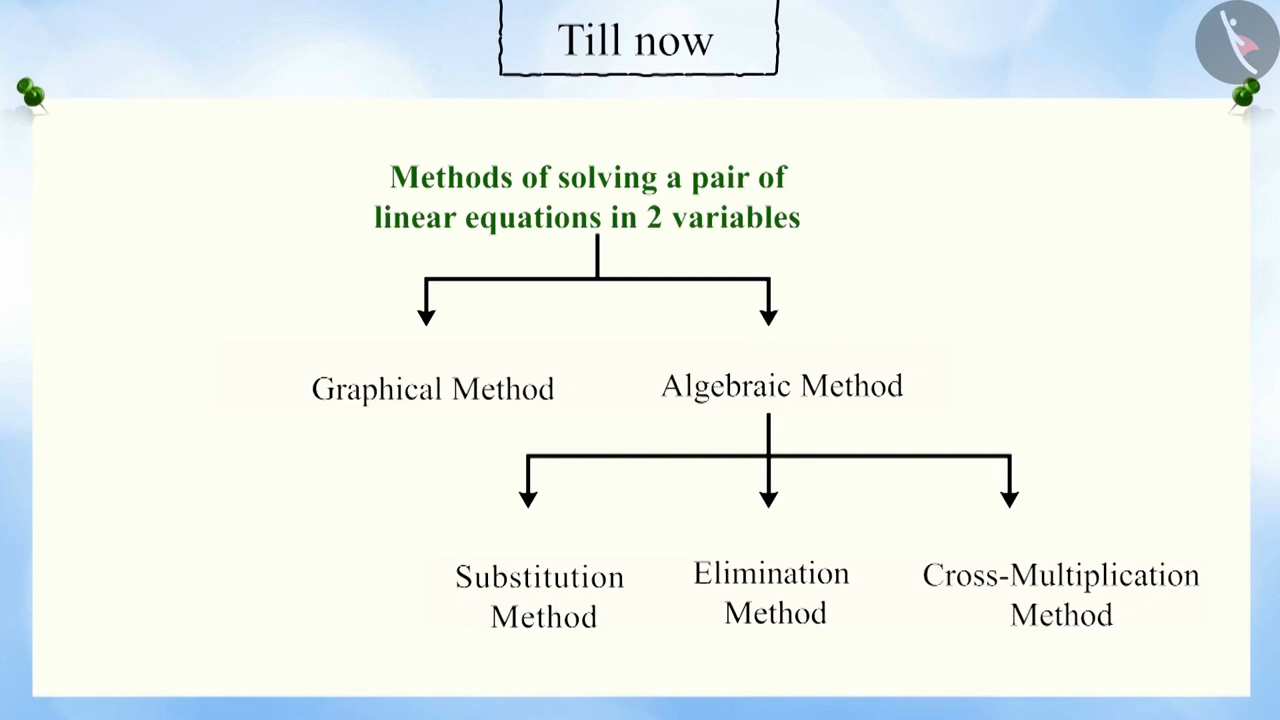 Till now
Methods of solving a pair of
linear equations in 2 variables
Graphical Method
Algebraic Method
Substitution
Method
Elimination
Method
Cross-Multiplication
Method